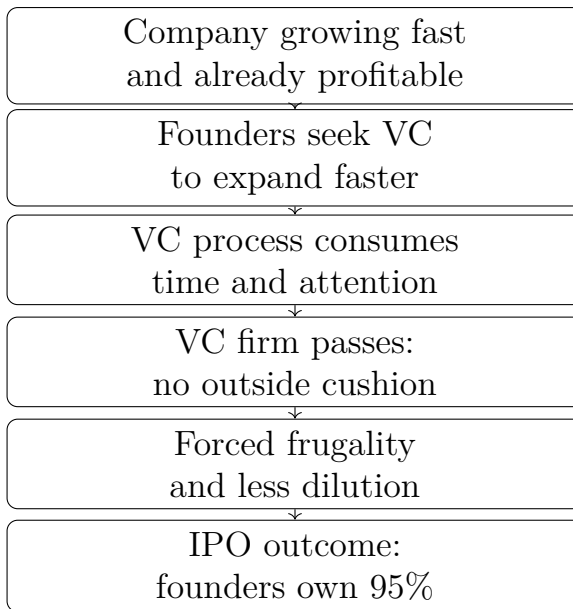 Company growing fast
and already profitable
Founders seek VC
to expand faster
VC process consumes
time and attention
VC firm passes:
no outside cushion
Forced frugality
and less dilution
IPO outcome:
founders own 95%